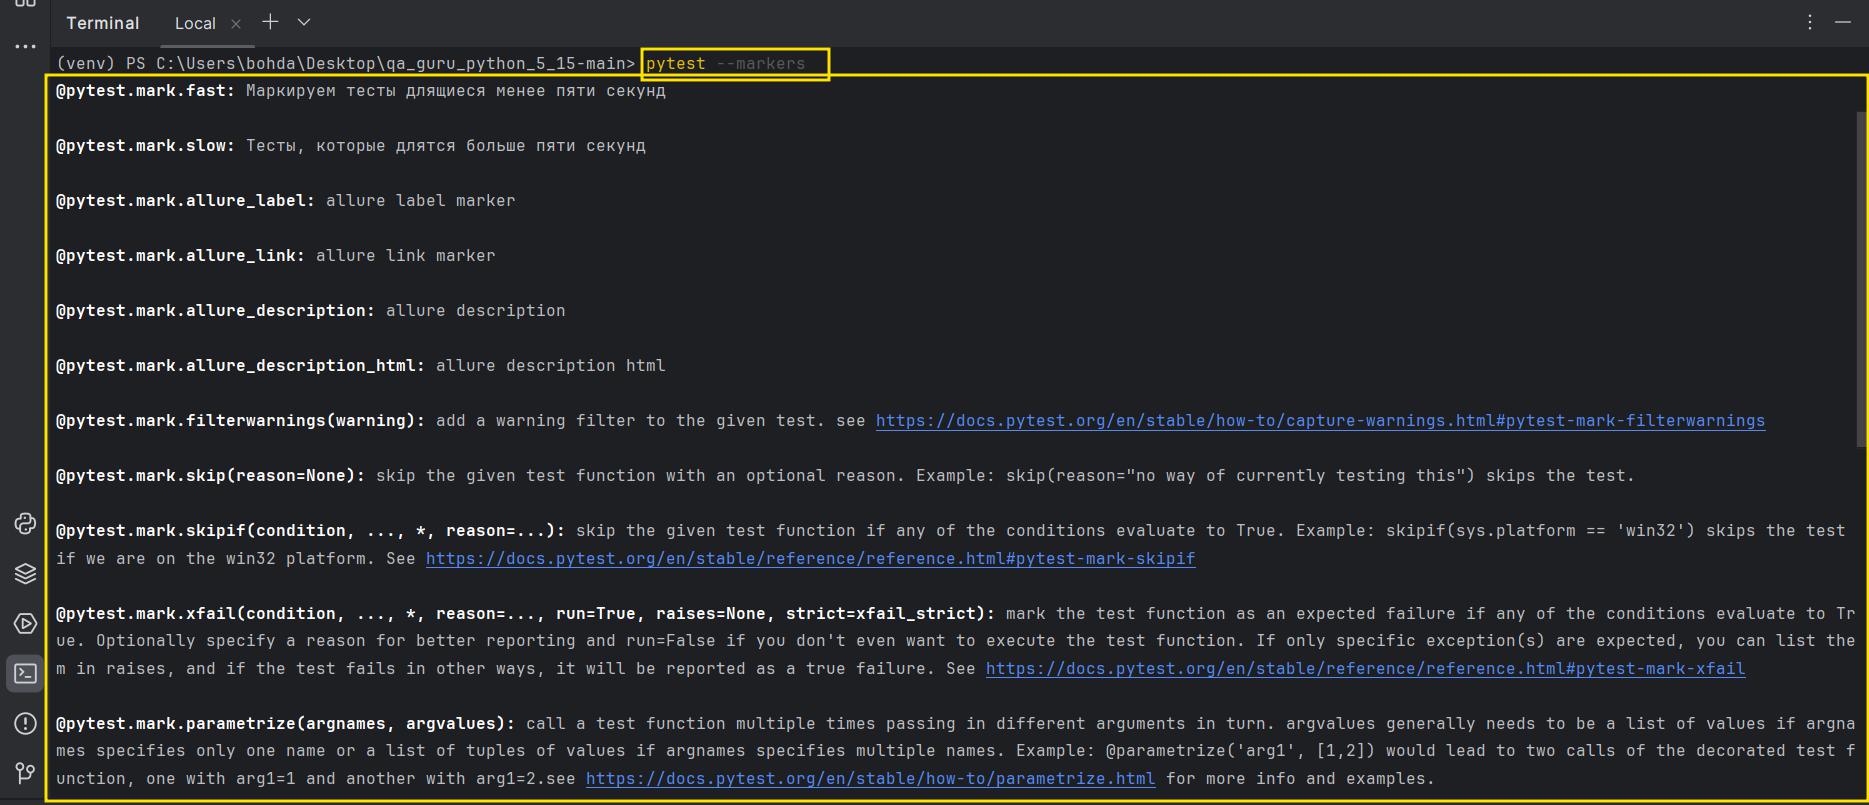 Terminal Local
(venv) PS C:\Users\bohda\Desktop\qa_guru_python_5_15-main> pytest --markers
@pytest.mark.fast: Маркируем тесты длящиеся менее пяти секунд
@pytest.mark.slow: Тесты, которые длятся больше пяти секунд
@pytest.mark.allure_label: allure label marker
@pytest.mark.allure_link: allure link marker
@pytest.mark.allure_description: allure description
@pytest.mark.allure_description_html: allure description html
@pytest.mark.filterwarnings(warning): add a warning filter to the given test. see https://docs.pytest.org/en/stable/how-to/capture-warnings.html#pytest-mark-filterwarnings
@pytest.mark.skip(reason=None): skip the given test function with an optional reason. Example: skip(reason="no way of currently testing this") skips the test.
@pytest.mark.skipif(condition, ..., *, reason=...): skip the given test function if any of the conditions evaluate to True. Example: skipif(sys.platform == 'win32') skips the test
if we are on the win32 platform. See https://docs.pytest.org/en/stable/reference/reference.html#pytest-mark-skipif
@pytest.mark.xfail(condition, ..., *, reason=..., run=True, raises=None, strict=xfail_strict): mark the test function as an expected failure if any of the conditions evaluate to Tr
ue. Optionally specify a reason for better reporting and run=False if you don't even want to execute the test function. If only specific exception(s) are expected, you can list the
m in raises, and if the test fails in other ways, it will be reported as a true failure. See https://docs.pytest.org/en/stable/reference/reference.html#pytest-mark-xfail
@pytest.mark.parametrize(argnames, argvalues): call a test function multiple times passing in different arguments in turn. argvalues generally needs to be a list of values if argna
mes specifies only one name or a list of tuples of values if argnames specifies multiple names. Example: @parametrize('arg1', [1,2]) would lead to two calls of the decorated test f
unction, one with arg1=1 and another with arg1=2.see https://docs.pytest.org/en/stable/how-to/parametrize.html for more info and examples.